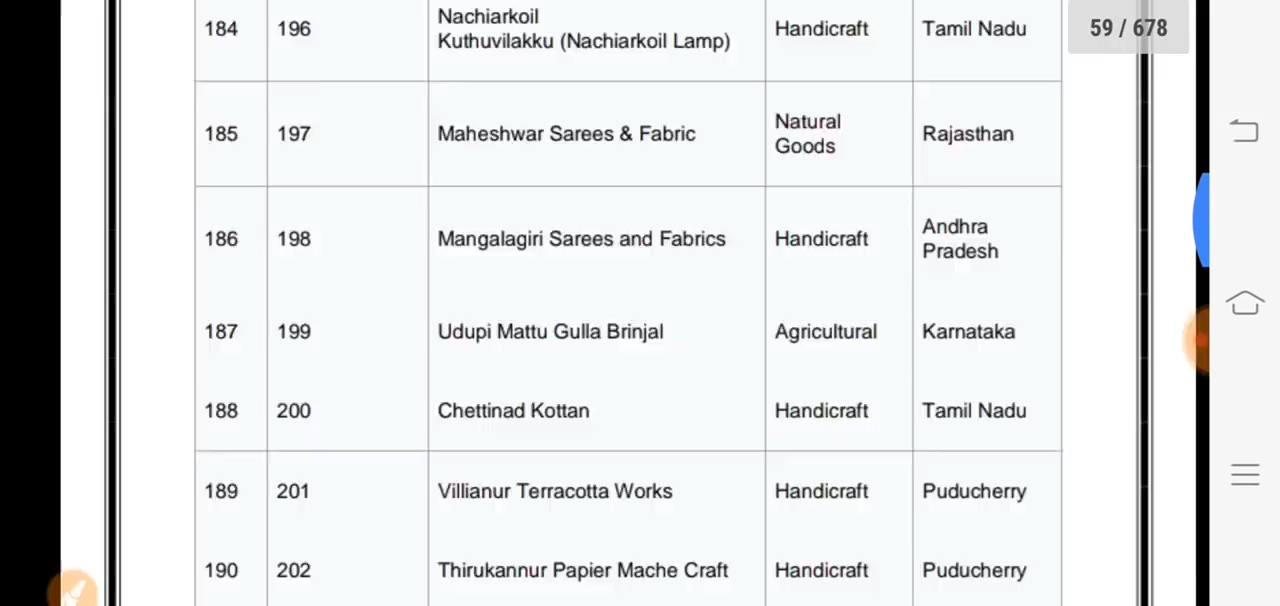 59 / 678
184 196 Nachiarkoil Kuthuvilakku (Nachiarkoil Lamp) Handicraft Tamil Nadu
185 197 Maheshwar Sarees & Fabric Natural Goods Rajasthan
186 198 Mangalagiri Sarees and Fabrics Handicraft Andhra Pradesh
187 199 Udupi Mattu Gulla Brinjal Agricultural Karnataka
188 200 Chettinad Kottan Handicraft Tamil Nadu
189 201 Villianur Terracotta Works Handicraft Puducherry
190 202 Thirukannur Papier Mache Craft Handicraft Puducherry